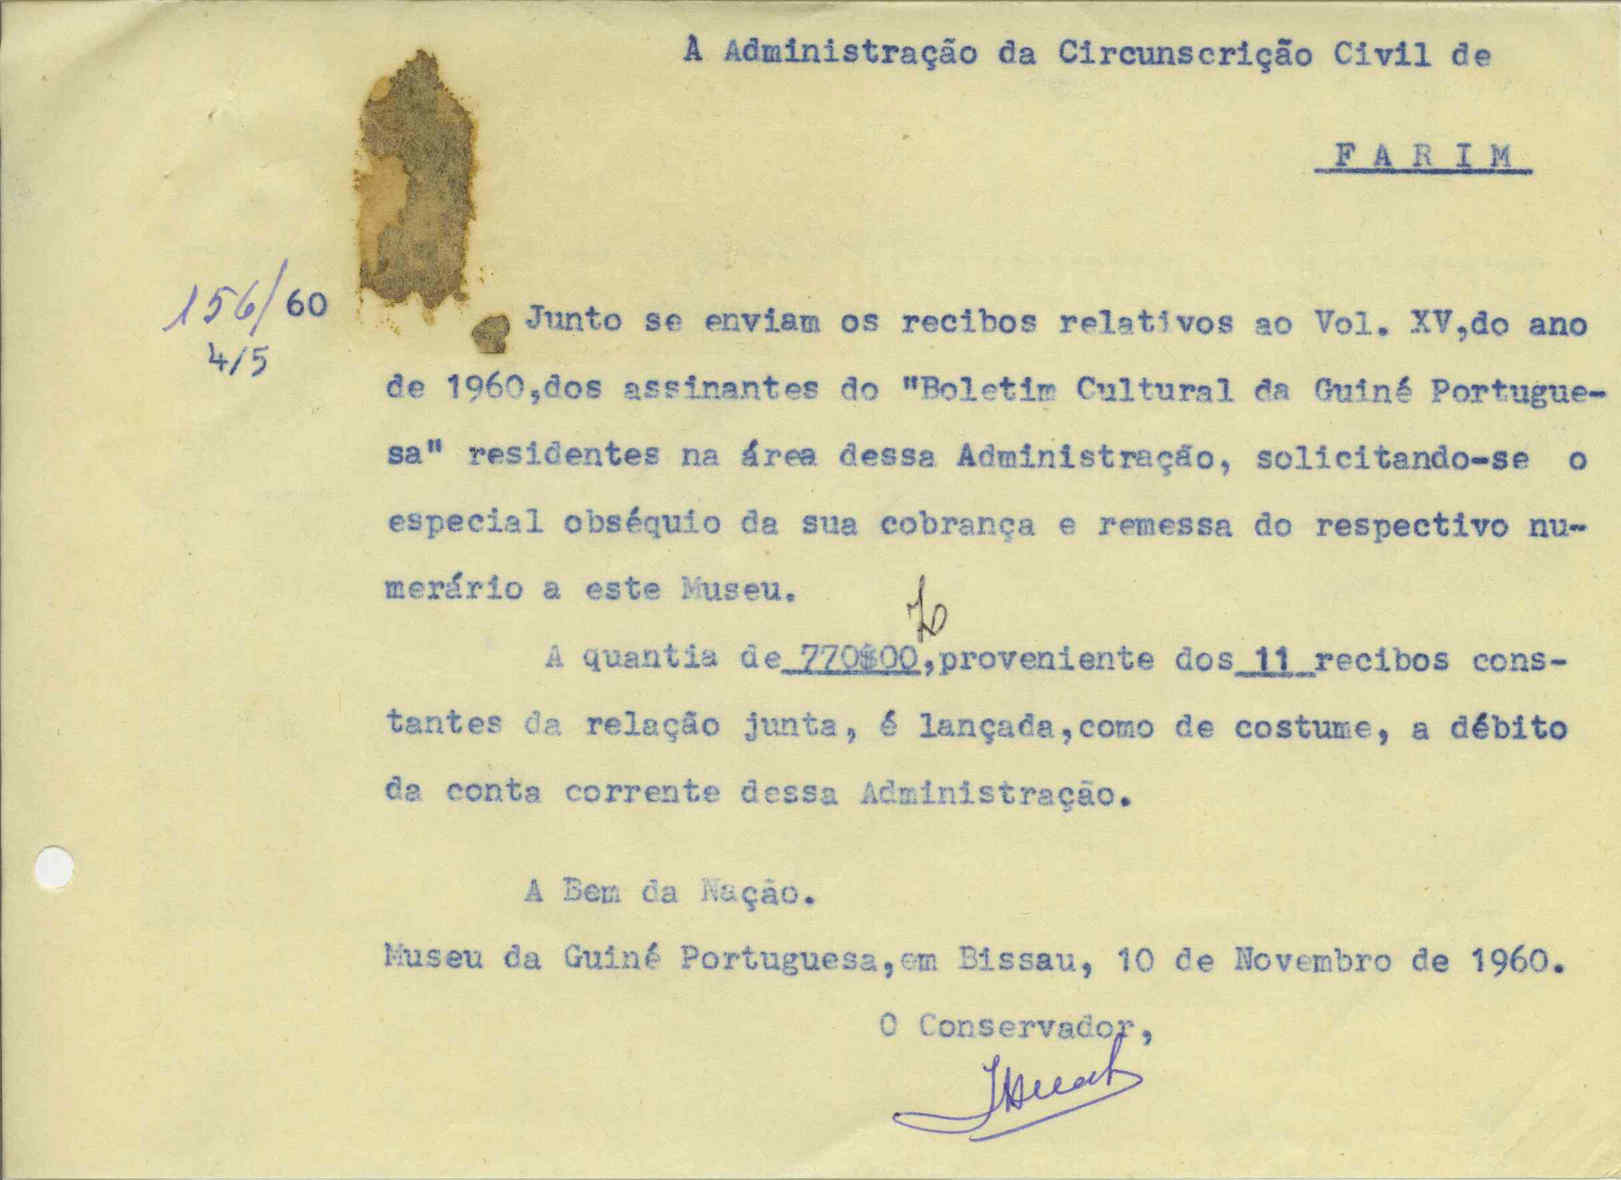 À Administração da Circunscrição Civil de
F A R I M
156/60
4/5
Junto se enviam os recibos relativos ao Vol. XV,do ano
de 1960,dos assinantes do "Boletim Cultural da Guiné Portugue-
sa" residentes na área dessa Administração, solicitando-se o
especial obséquio da sua cobrança e remessa do respectivo nu-
merário a este Museu.
A quantia de 770$00,proveniente dos 11 recibos cons-
tantes da relação junta, é lançada,como de costume, a débito
da conta corrente dessa Administração.
A Bem da Nação.
Museu da Guiné Portuguesa,em Bissau, 10 de Novembro de 1960.
O Conservador,